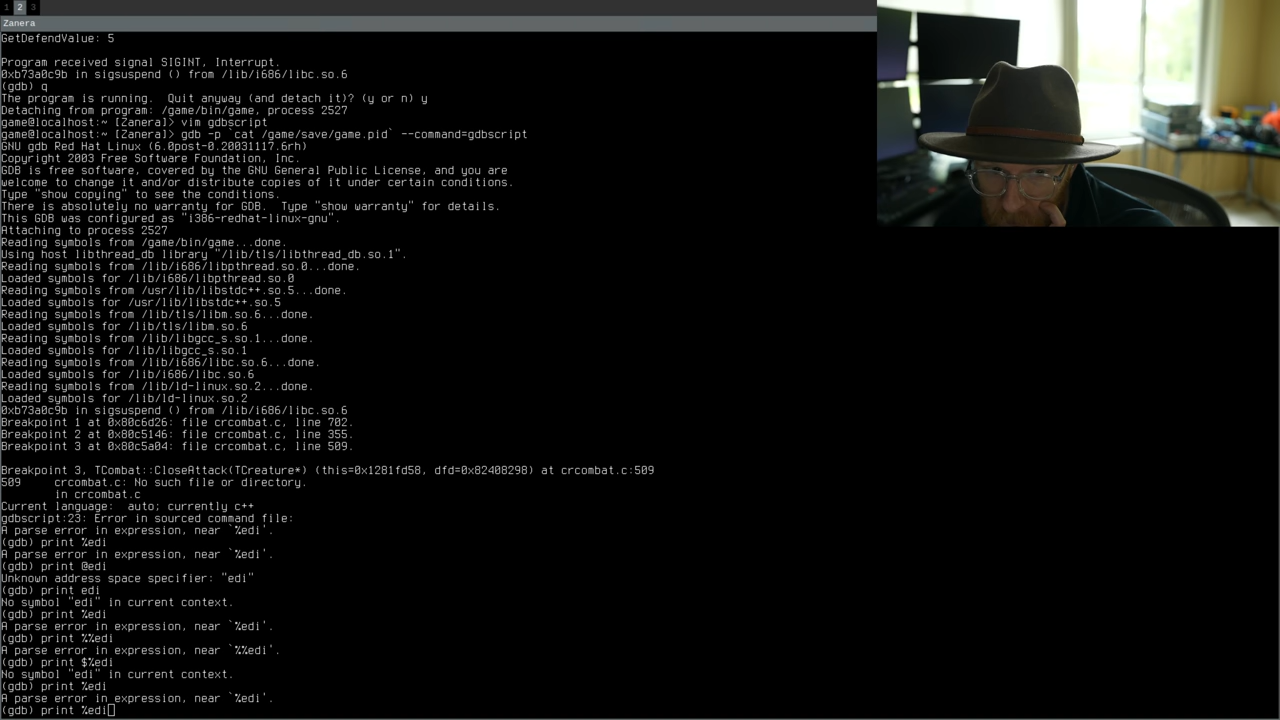 1 2 3
Zanera
GetDefendValue: 5
Program received signal SIGINT, Interrupt.
0xb73a0c9b in sigsuspend () from /lib/i686/libc.so.6
(gdb) q
The program is running.  Quit anyway (and detach it)? (y or n) y
Detaching from program: /game/bin/game, process 2527
game@localhost:~ [Zanera]> vim gdbscript
game@localhost:~ [Zanera]> gdb -p `cat /game/save/game.pid` --command=gdbscript
GNU gdb Red Hat Linux (6.0post-0.20031117.6rh)
Copyright 2003 Free Software Foundation, Inc.
GDB is free software, covered by the GNU General Public License, and you are
welcome to change it and/or distribute copies of it under certain conditions.
Type "show copying" to see the conditions.
There is absolutely no warranty for GDB.  Type "show warranty" for details.
This GDB was configured as "i386-redhat-linux-gnu".
Attaching to process 2527
Reading symbols from /game/bin/game...done.
Using host libthread_db library "/lib/tls/libthread_db.so.1".
Reading symbols from /lib/i686/libpthread.so.0...done.
Loaded symbols for /lib/i686/libpthread.so.0
Reading symbols from /usr/lib/libstdc++.so.5...done.
Loaded symbols for /usr/lib/libstdc++.so.5
Reading symbols from /lib/tls/libm.so.6...done.
Loaded symbols for /lib/tls/libm.so.6
Reading symbols from /lib/libgcc_s.so.1...done.
Loaded symbols for /lib/libgcc_s.so.1
Reading symbols from /lib/i686/libc.so.6...done.
Loaded symbols for /lib/i686/libc.so.6
Reading symbols from /lib/ld-linux.so.2...done.
Loaded symbols for /lib/ld-linux.so.2
0xb73a0c9b in sigsuspend () from /lib/i686/libc.so.6
Breakpoint 1 at 0x80c6d26: file crcombat.c, line 702.
Breakpoint 2 at 0x80c5146: file crcombat.c, line 355.
Breakpoint 3 at 0x80c5a04: file crcombat.c, line 509.
Breakpoint 3, TCombat::CloseAttack(TCreature*) (this=0x1281fd58, dfd=0x82408298) at crcombat.c:509
509     crcombat.c: No such file or directory.
        in crcombat.c
Current language:  auto; currently c++
gdbscript:23: Error in sourced command file:
A parse error in expression, near `%edi'.
(gdb) print %edi
A parse error in expression, near `%edi'.
(gdb) print @edi
Unknown address space specifier: "edi"
(gdb) print edi
No symbol "edi" in current context.
(gdb) print %edi
A parse error in expression, near `%edi'.
(gdb) print %%edi
A parse error in expression, near `%%edi'.
(gdb) print $%edi
No symbol "edi" in current context.
(gdb) print %edi
A parse error in expression, near `%edi'.
(gdb) print %edi